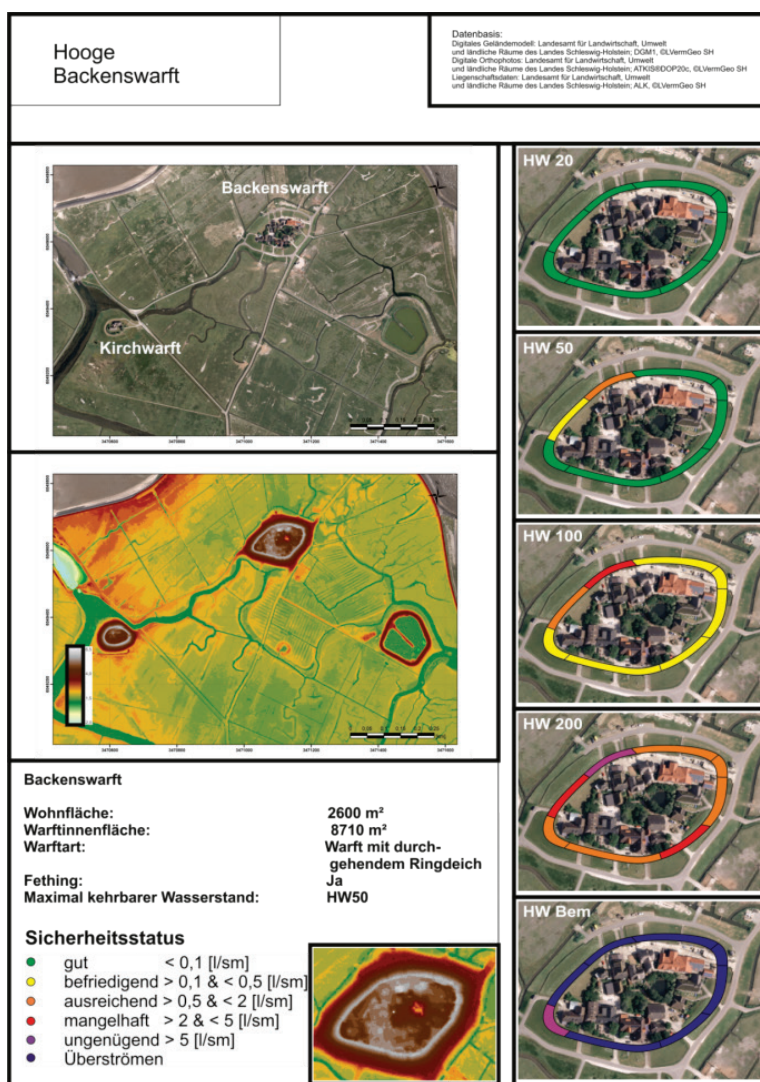 Hooge
Backenswarft
Datenbasis:
Digitales Geländemodell: Landesamt für Landwirtschaft, Umwelt
und ländliche Räume des Landes Schleswig-Holstein; DGM1, ©LVermGeo SH
Digitale Orthophotos: Landesamt für Landwirtschaft, Umwelt
und ländliche Räume des Landes Schleswig-Holstein; ATKIS®DOP20c, ©LVermGeo SH
Liegenschaftsdaten: Landesamt für Landwirtschaft, Umwelt
und ländliche Räume des Landes Schleswig-Holstein; ALK, ©LVermGeo SH
Backenswarft
Kirchwarft
HW 20
HW 50
HW 100
HW 200
HW Bem
Backenswarft
Wohnfläche: 2600 m²
Warftinnenfläche: 8710 m²
Warftart: Warft mit durch-
gehendem Ringdeich
Fething: Ja
Maximal kehrbarer Wasserstand: HW50
Sicherheitsstatus
gut < 0,1 [l/sm]
befriedigend > 0,1 & < 0,5 [l/sm]
ausreichend > 0,5 & < 2 [l/sm]
mangelhaft > 2 & < 5 [l/sm]
ungenügend > 5 [l/sm]
Überströmen